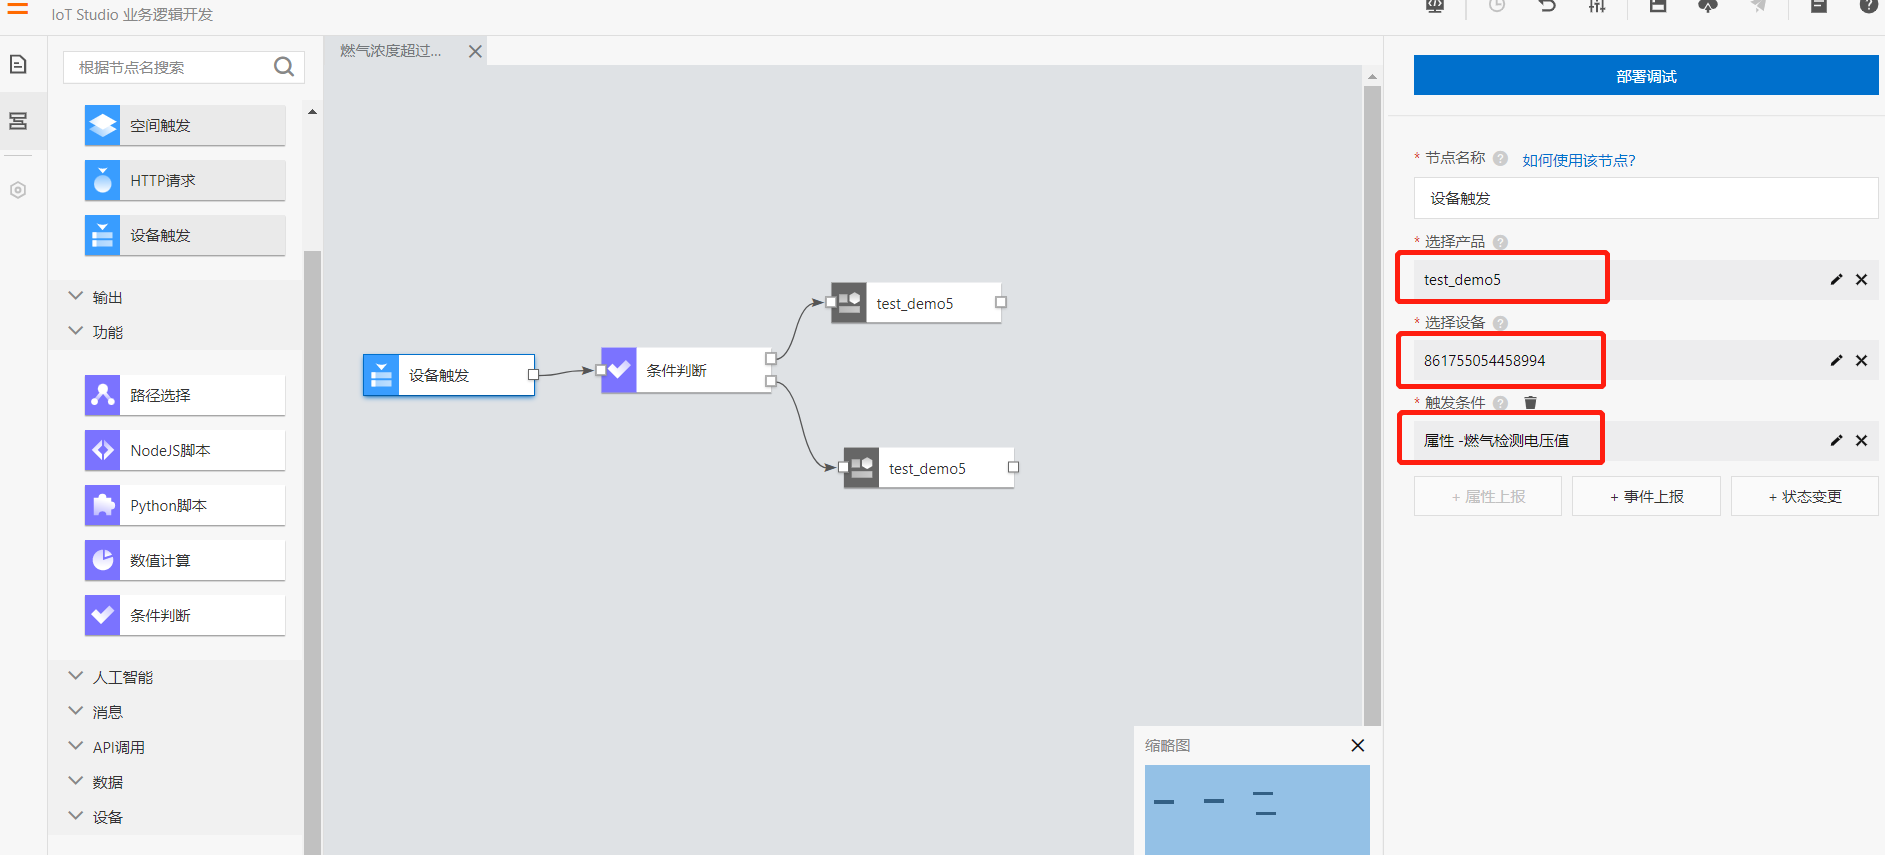 IoT Studio 业务逻辑开发
根据节点名搜索
空间触发
HTTP请求
设备触发
输出
功能
路径选择
NodeJS脚本
Python脚本
数值计算
条件判断
人工智能
消息
API调用
数据
设备
燃气浓度超过...
设备触发
条件判断
test_demo5
test_demo5
缩略图
部署调试
* 节点名称 ? 如何使用该节点?
设备触发
* 选择产品 ?
test_demo5
* 选择设备 ?
861755054458994
* 触发条件 ?
属性 -燃气检测电压值
+ 属性上报
+ 事件上报
+ 状态变更